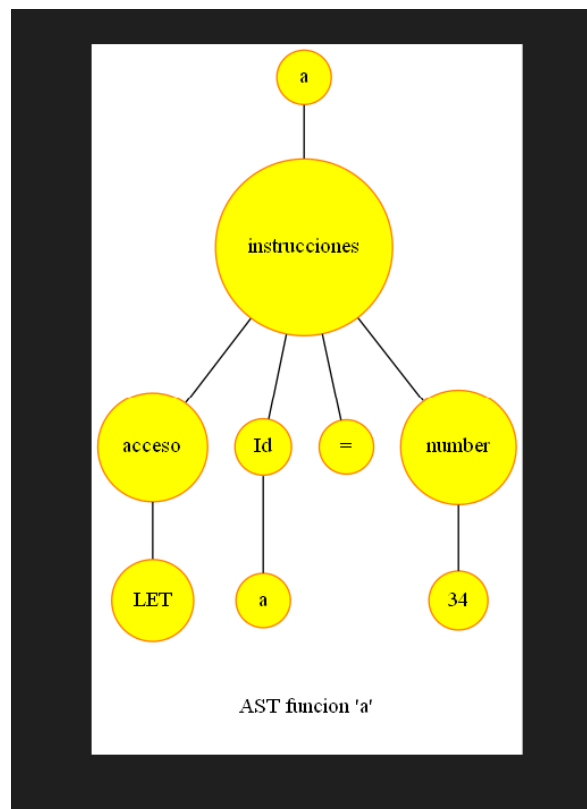 a
instrucciones
acceso Id = number
LET a 34
AST funcion 'a'